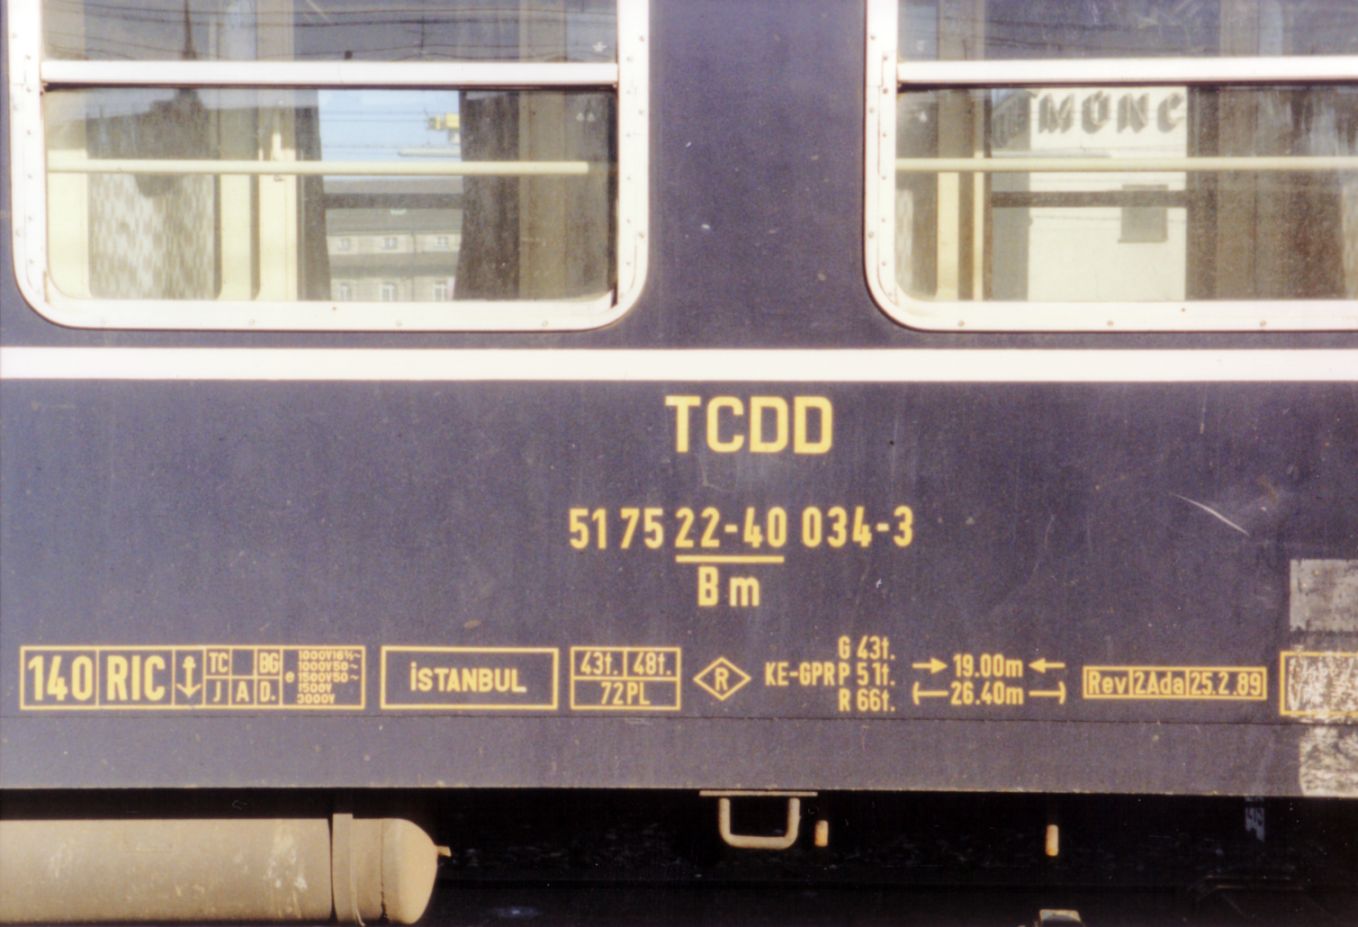 MÜNC
TCDD
51 75 22-40 034-3
B m
140 RIC TC BG
J A D.
e 1000V16⅔~
1000V50~
1500V50~
1500V
3000V
İSTANBUL
43t. 48t.
72PL
R
KE-GPR
G 43t.
P 51t.
R 66t.
19.00m
26.40m
Rev 2Ada 25.2.89